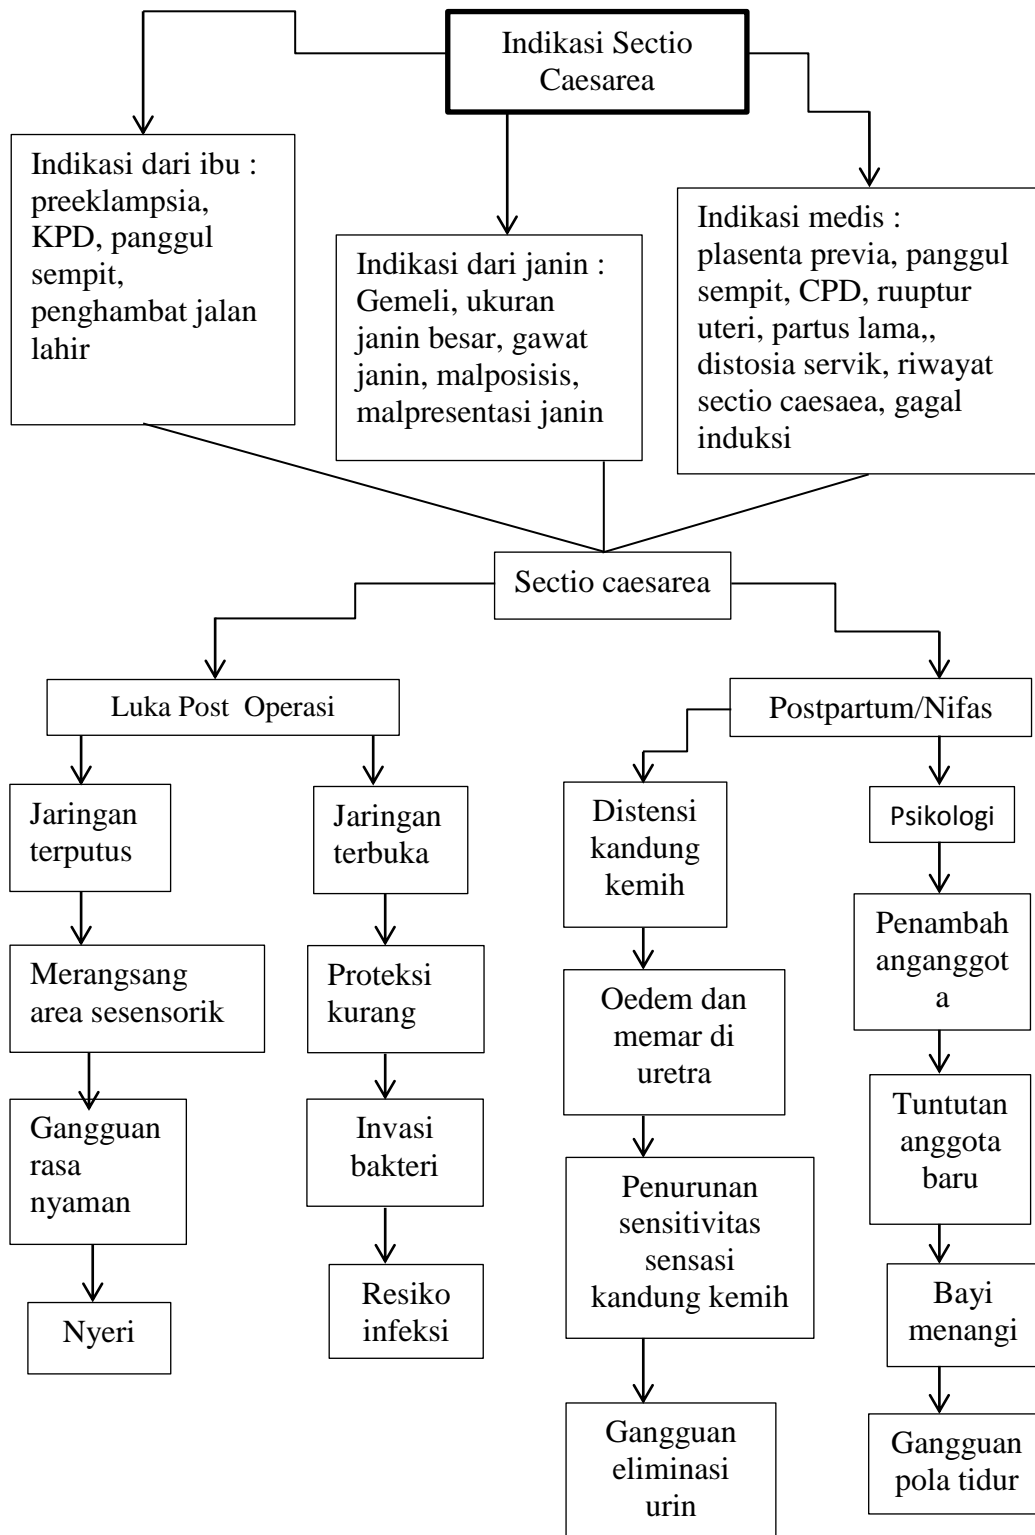 Indikasi Sectio
Caesarea
Indikasi dari ibu :
preeklampsia,
KPD, panggul
sempit,
penghambat jalan
lahir
Indikasi dari janin :
Gemeli, ukuran
janin besar, gawat
janin, malposisis,
malpresentasi janin
Indikasi medis :
plasenta previa, panggul
sempit, CPD, ruuptur
uteri, partus lama,,
distosia servik, riwayat
sectio caesaea, gagal
induksi
Sectio caesarea
Luka Post  Operasi
Postpartum/Nifas
Jaringan
terputus
Merangsang
area sesensorik
Gangguan
rasa
nyaman
Nyeri
Jaringan
terbuka
Proteksi
kurang
Invasi
bakteri
Resiko
infeksi
Distensi
kandung
kemih
Oedem dan
memar di
uretra
Penurunan
sensitivitas
sensasi
kandung kemih
Gangguan
eliminasi
urin
Psikologi
Penambah
anganggot
a
Tuntutan
anggota
baru
Bayi
menangi
Gangguan
pola tidur